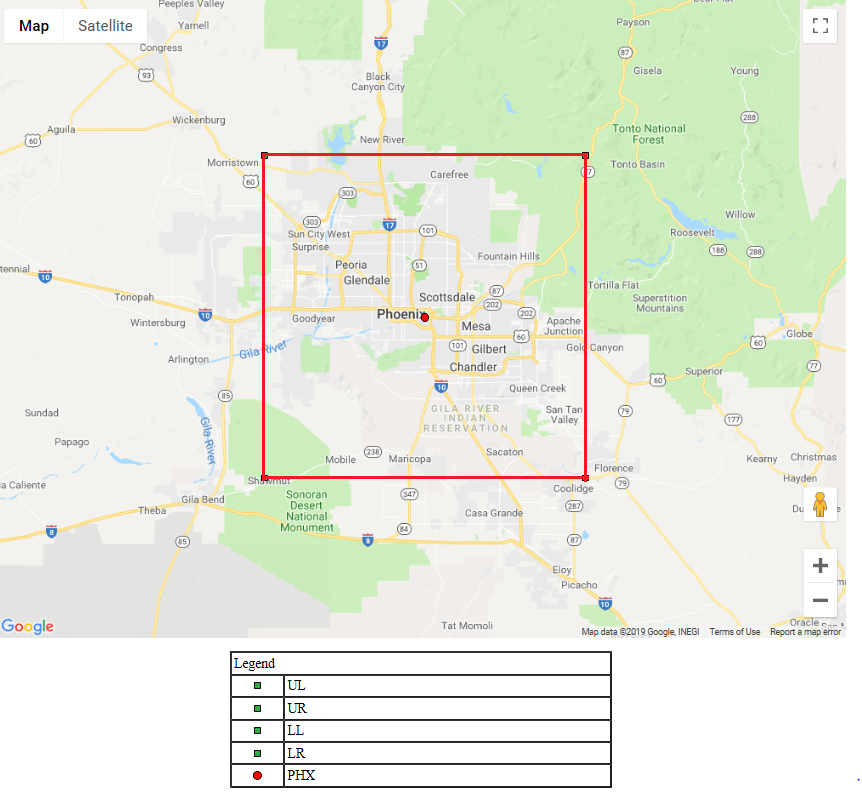 Peeples Valley
Yarnell
Map
Satellite
Congress
93
17
Payson
87
Gisela
Young
Black
Canyon City
288
Wickenburg
Aguila
60
New River
Tonto National
Forest
Morristown
60
Carefree
Tonto Basin
87
303
303
Sun City West
Surprise
17
101
Willow
Roosevelt
188
288
Peoria
Glendale
51
Fountain Hills
10
Tonopah
Scottsdale
87
202
Tortilla Flat
Superstition
Mountains
Wintersburg
10
Goodyear
Phoenix
Mesa
202
Apache
Junction
60
Globe
Gila River
101
Gilbert
Gold Canyon
60
Arlington
Chandler
Superior
77
10
Queen Creek
60
85
GILA RIVER
INDIAN
RESERVATION
San Tan
Valley
79
177
Sundad
Gila River
Papago
238
Mobile
Maricopa
Sacaton
Florence
Kearny
Christmas
Shawmut
79
Hayden
Coolidge
Gila Bend
Sonoran
Desert
National
Monument
347
287
Theba
Casa Grande
8
84
85
8
87
Eloy
Picacho
10
Tat Momoli
Google
Map data ©2019 Google, INEGI
Terms of Use
Report a map error
Legend
UL
UR
LL
LR
PHX